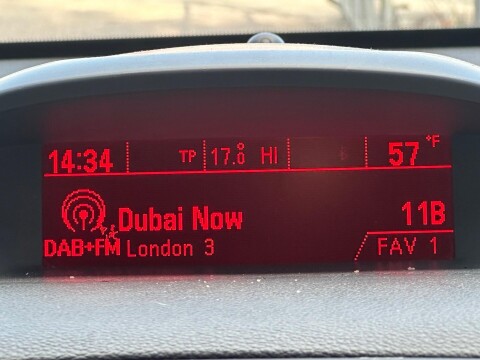 14:34 TP 17.0° HI 57 °F
Dubai Now 11B
DAB+FM London 3 FAV 1